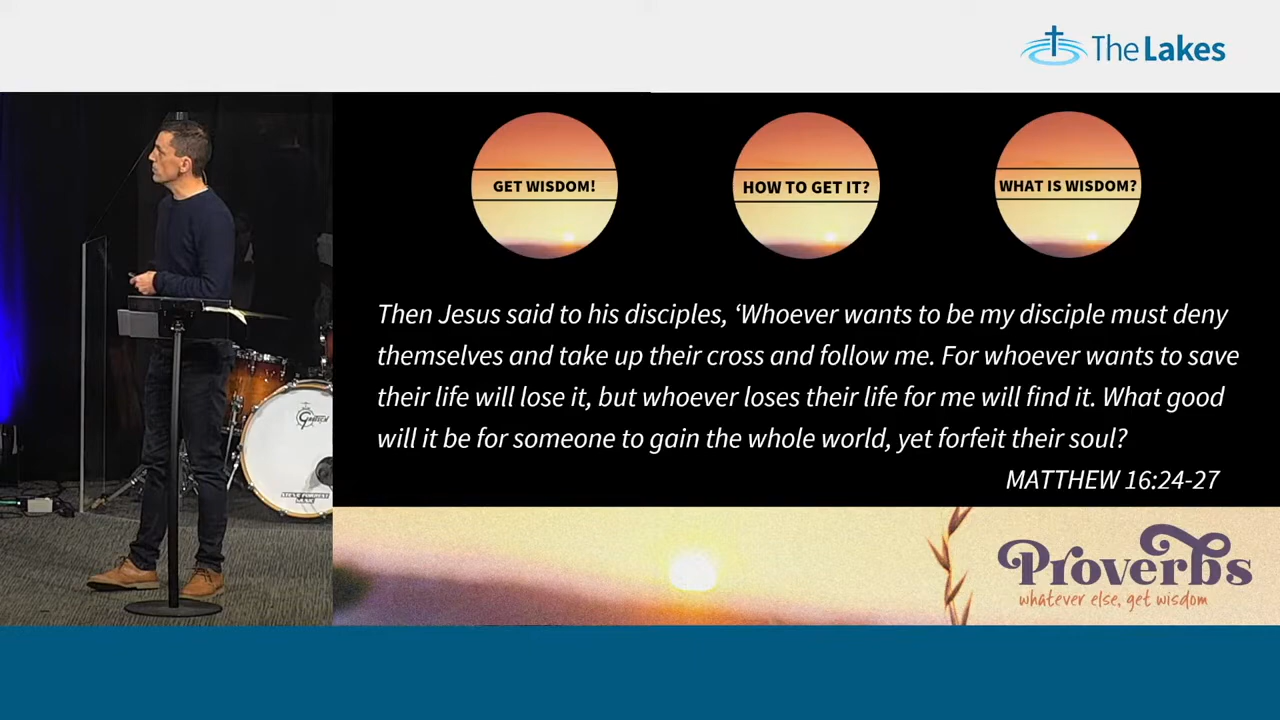 The Lakes
GET WISDOM!
HOW TO GET IT?
WHAT IS WISDOM?
Then Jesus said to his disciples, ‘Whoever wants to be my disciple must deny
themselves and take up their cross and follow me. For whoever wants to save
their life will lose it, but whoever loses their life for me will find it. What good
will it be for someone to gain the whole world, yet forfeit their soul?
MATTHEW 16:24-27
Gretsch
Proverbs
whatever else, get wisdom